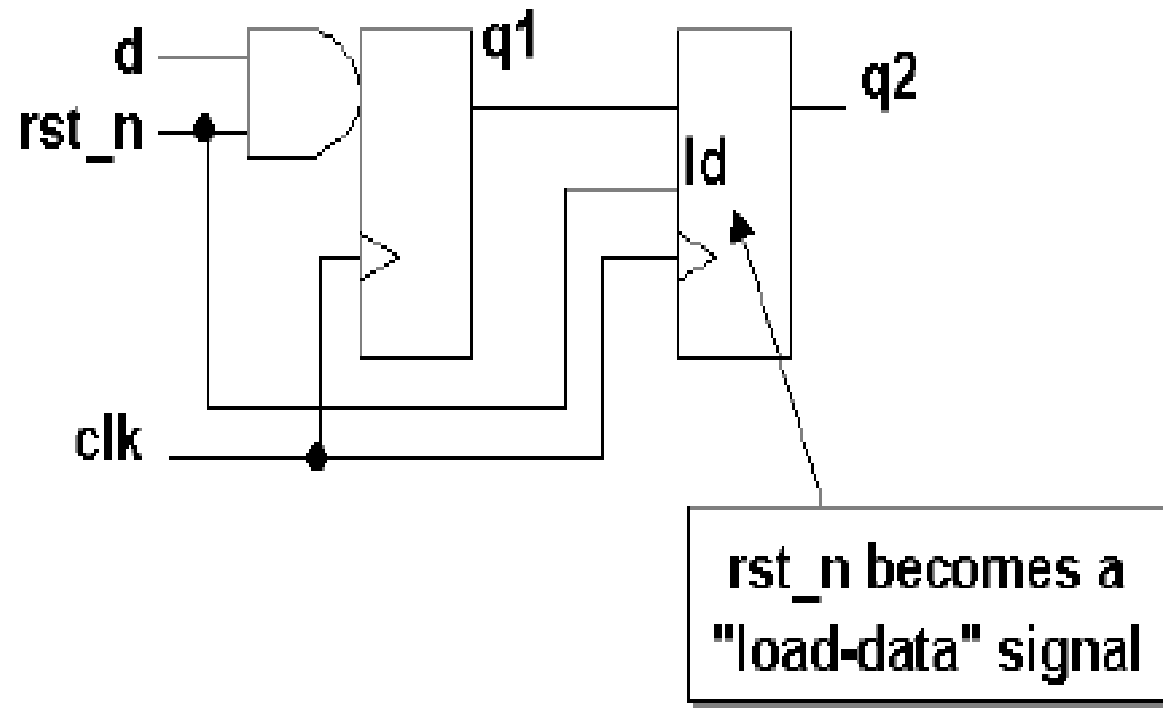 d
rst_n
q1
q2
ld
clk
rst_n becomes a
"load-data" signal